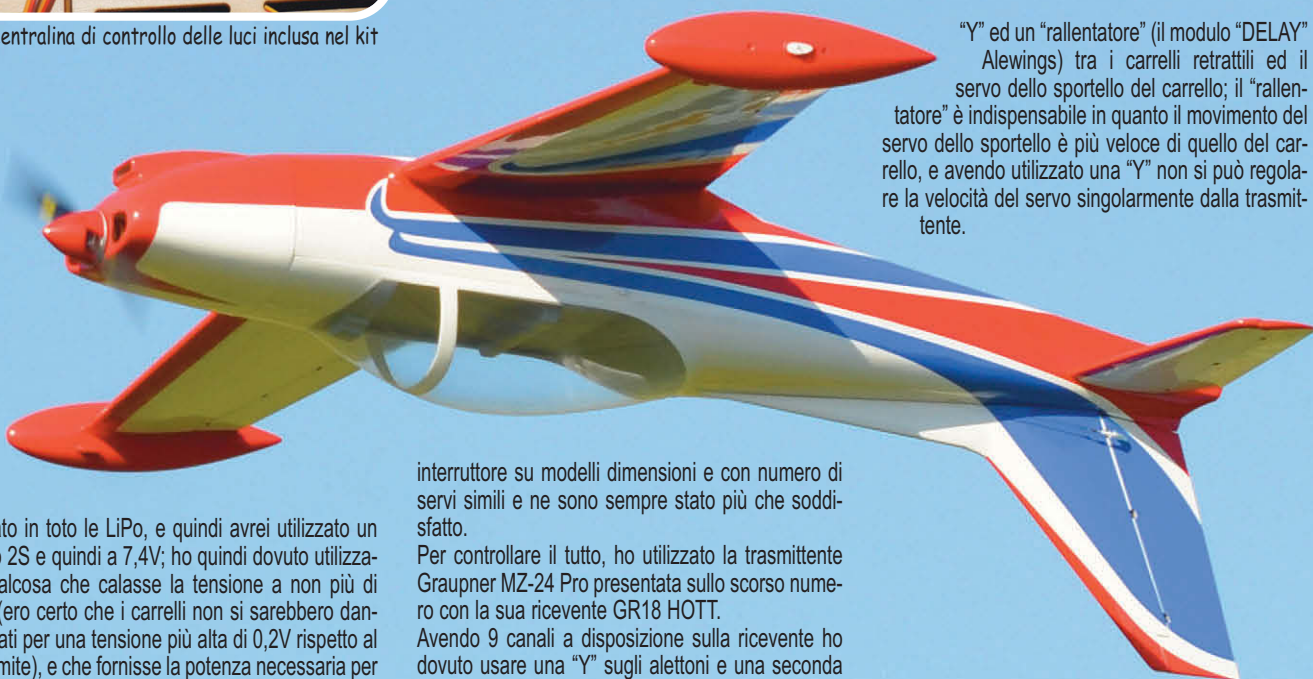 entralina di controllo delle luci inclusa nel kit
to in toto le LiPo, e quindi avrei utilizzato un
2S e quindi a 7,4V; ho quindi dovuto utilizza-
alcosa che calasse la tensione a non più di
(ero certo che i carrelli non si sarebbero dan-
ati per una tensione più alta di 0,2V rispetto al
mite), e che fornisse la potenza necessaria per
interruttore su modelli dimensioni e con numero di
servi simili e ne sono sempre stato più che soddi-
sfatto.
Per controllare il tutto, ho utilizzato la trasmittente
Graupner MZ-24 Pro presentata sullo scorso nume-
ro con la sua ricevente GR18 HOTT.
Avendo 9 canali a disposizione sulla ricevente ho
dovuto usare una “Y” sugli alettoni e una seconda
“Y” ed un “rallentatore” (il modulo “DELAY”
Alewings) tra i carrelli retrattili ed il
servo dello sportello del carrello; il “rallen-
tatore” è indispensabile in quanto il movimento del
servo dello sportello è più veloce di quello del car-
rello, e avendo utilizzato una “Y” non si può regola-
re la velocità del servo singolarmente dalla trasmit-
tente.